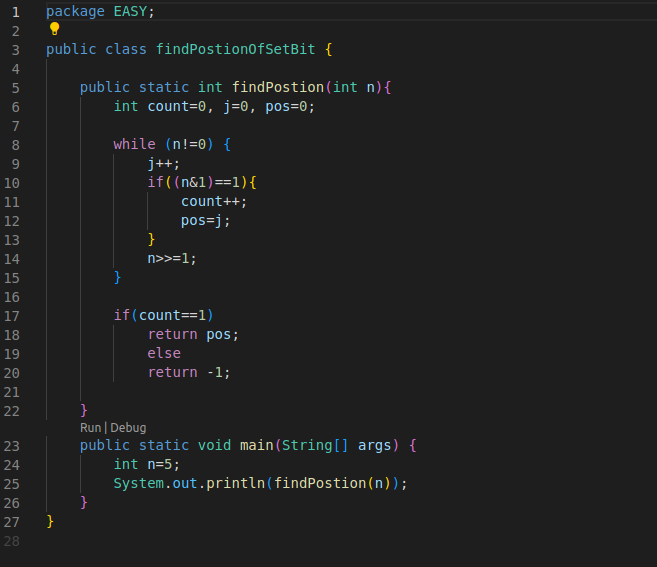 1 package EASY;
2
3 public class findPostionOfSetBit {
4
5 public static int findPostion(int n){
6 int count=0, j=0, pos=0;
7
8 while (n!=0) {
9 j++;
10 if((n&1)==1){
11 count++;
12 pos=j;
13 }
14 n>>=1;
15 }
16
17 if(count==1)
18 return pos;
19 else
20 return -1;
21
22 }
Run | Debug
23 public static void main(String[] args) {
24 int n=5;
25 System.out.println(findPostion(n));
26 }
27 }
28